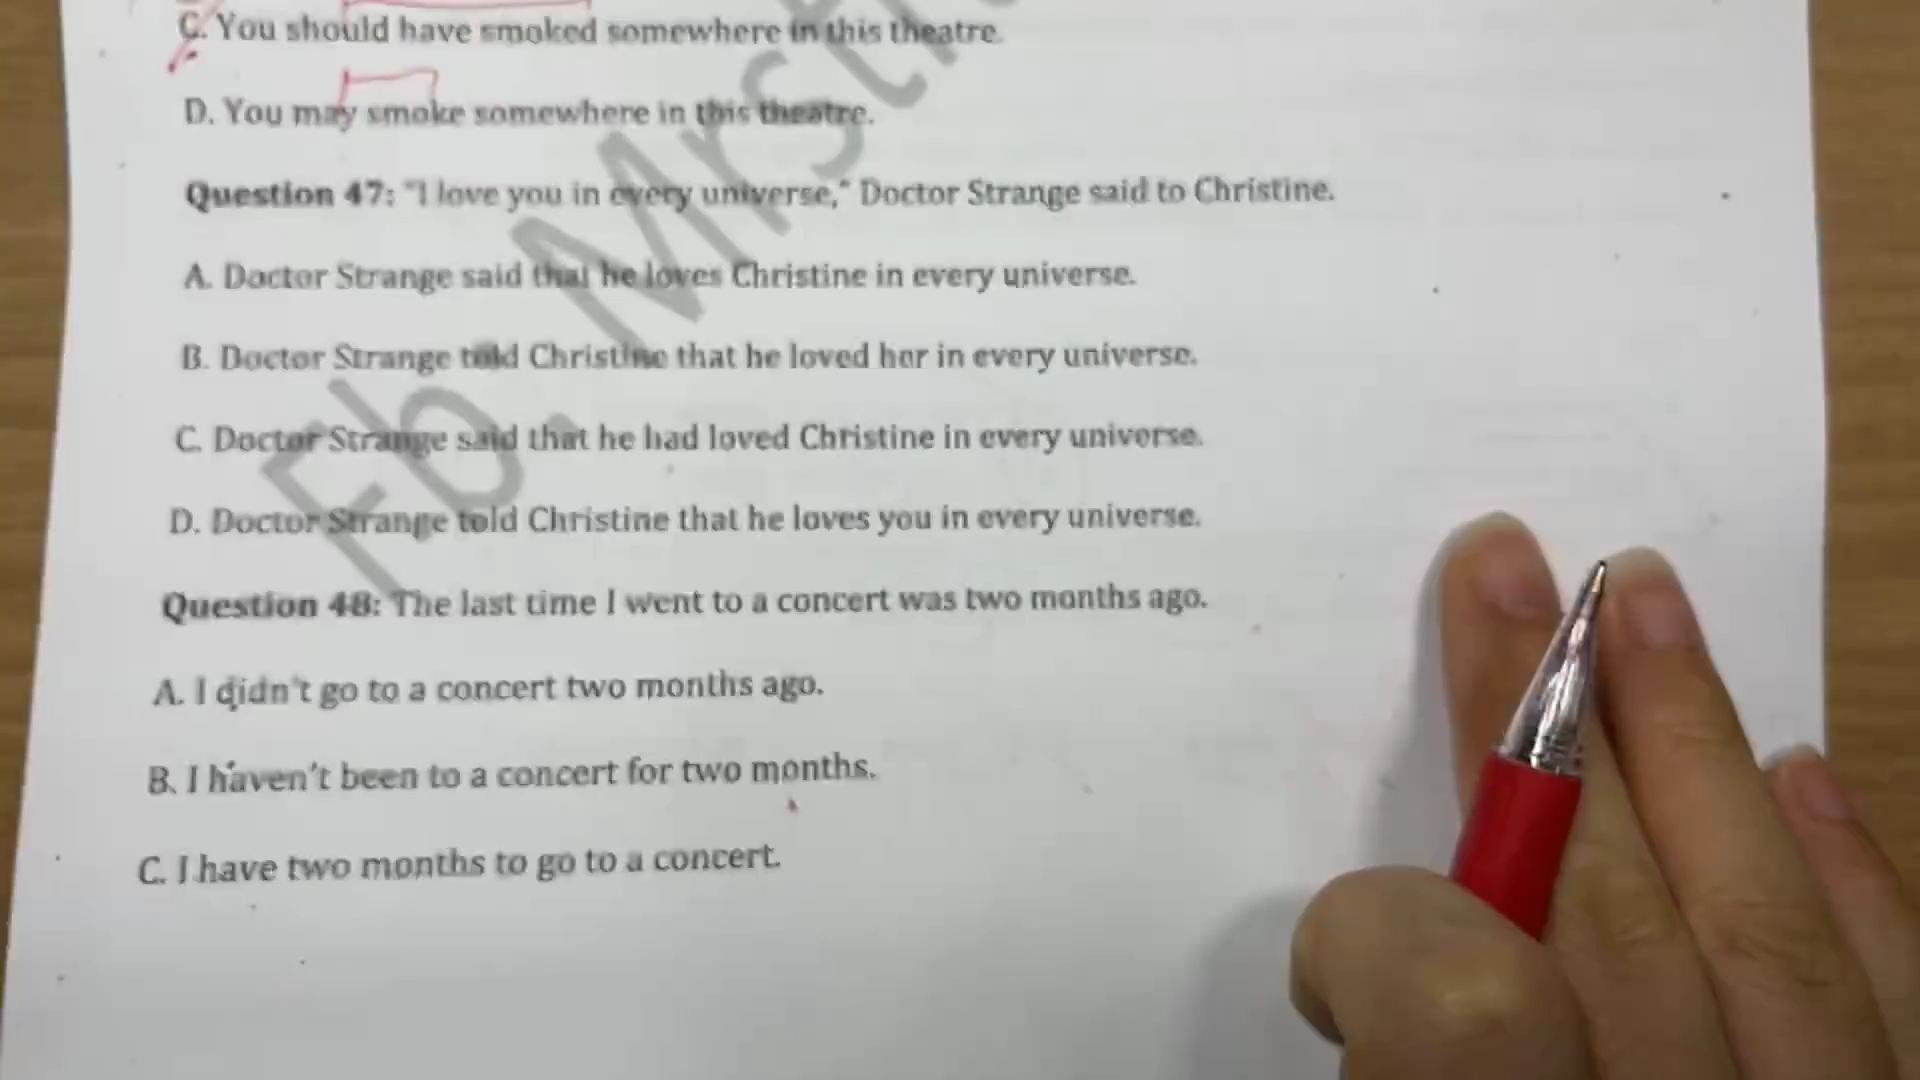 C. You should have smoked somewhere in this theatre.
D. You may smoke somewhere in this theatre.
Question 47: "I love you in every universe," Doctor Strange said to Christine.
A. Doctor Strange said that he loves Christine in every universe.
B. Doctor Strange told Christine that he loved her in every universe.
C. Doctor Strange said that he had loved Christine in every universe.
D. Doctor Strange told Christine that he loves you in every universe.
Question 48: The last time I went to a concert was two months ago.
A. I didn't go to a concert two months ago.
B. I haven't been to a concert for two months.
C. I have two months to go to a concert.
Fb.